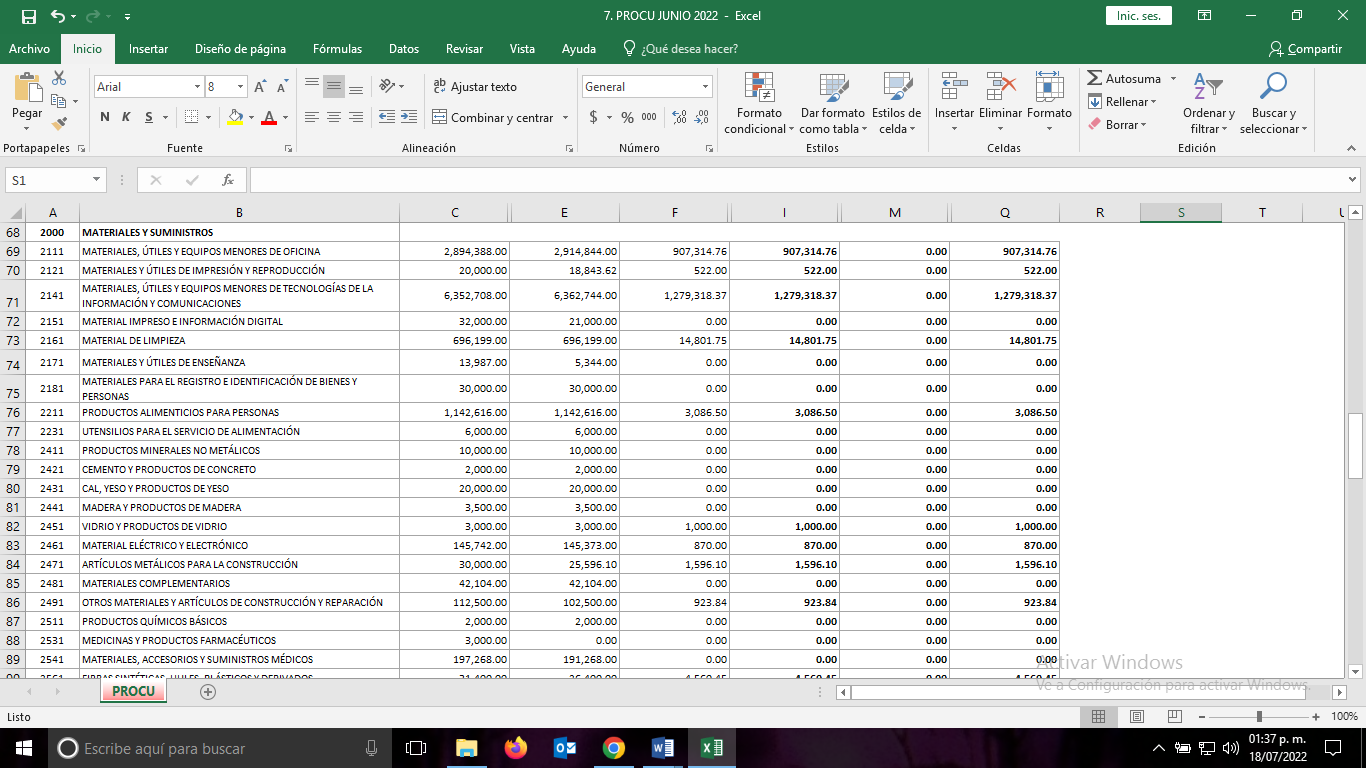 7. PROCU JUNIO 2022 - Excel
Inic. ses.
Archivo Inicio Insertar Diseño de página Fórmulas Datos Revisar Vista Ayuda ¿Qué desea hacer? Compartir
Pegar
Arial 8
N K S
Ajustar texto
Combinar y centrar
General
$ % 000
Formato condicional
Dar formato como tabla
Estilos de celda
Insertar Eliminar Formato
Autosuma
Rellenar
Borrar
Ordenar y filtrar
Buscar y seleccionar
Portapapeles Fuente Alineación Número Estilos Celdas Edición
S1 fx
A B C E F I M Q R S T U
68 2000 MATERIALES Y SUMINISTROS
69 2111 MATERIALES, ÚTILES Y EQUIPOS MENORES DE OFICINA 2,894,388.00 2,914,844.00 907,314.76 907,314.76 0.00 907,314.76
70 2121 MATERIALES Y ÚTILES DE IMPRESIÓN Y REPRODUCCIÓN 20,000.00 18,843.62 522.00 522.00 0.00 522.00
71 2141 MATERIALES, ÚTILES Y EQUIPOS MENORES DE TECNOLOGÍAS DE LA
INFORMACIÓN Y COMUNICACIONES 6,352,708.00 6,362,744.00 1,279,318.37 1,279,318.37 0.00 1,279,318.37
72 2151 MATERIAL IMPRESO E INFORMACIÓN DIGITAL 32,000.00 21,000.00 0.00 0.00 0.00 0.00
73 2161 MATERIAL DE LIMPIEZA 696,199.00 696,199.00 14,801.75 14,801.75 0.00 14,801.75
74 2171 MATERIALES Y ÚTILES DE ENSEÑANZA 13,987.00 5,344.00 0.00 0.00 0.00 0.00
75 2181 MATERIALES PARA EL REGISTRO E IDENTIFICACIÓN DE BIENES Y
PERSONAS 30,000.00 30,000.00 0.00 0.00 0.00 0.00
76 2211 PRODUCTOS ALIMENTICIOS PARA PERSONAS 1,142,616.00 1,142,616.00 3,086.50 3,086.50 0.00 3,086.50
77 2231 UTENSILIOS PARA EL SERVICIO DE ALIMENTACIÓN 6,000.00 6,000.00 0.00 0.00 0.00 0.00
78 2411 PRODUCTOS MINERALES NO METÁLICOS 10,000.00 10,000.00 0.00 0.00 0.00 0.00
79 2421 CEMENTO Y PRODUCTOS DE CONCRETO 2,000.00 2,000.00 0.00 0.00 0.00 0.00
80 2431 CAL, YESO Y PRODUCTOS DE YESO 20,000.00 20,000.00 0.00 0.00 0.00 0.00
81 2441 MADERA Y PRODUCTOS DE MADERA 3,500.00 3,500.00 0.00 0.00 0.00 0.00
82 2451 VIDRIO Y PRODUCTOS DE VIDRIO 3,000.00 3,000.00 1,000.00 1,000.00 0.00 1,000.00
83 2461 MATERIAL ELÉCTRICO Y ELECTRÓNICO 145,742.00 145,373.00 870.00 870.00 0.00 870.00
84 2471 ARTÍCULOS METÁLICOS PARA LA CONSTRUCCIÓN 30,000.00 25,596.10 1,596.10 1,596.10 0.00 1,596.10
85 2481 MATERIALES COMPLEMENTARIOS 42,104.00 42,104.00 0.00 0.00 0.00 0.00
86 2491 OTROS MATERIALES Y ARTÍCULOS DE CONSTRUCCIÓN Y REPARACIÓN 112,500.00 102,500.00 923.84 923.84 0.00 923.84
87 2511 PRODUCTOS QUÍMICOS BÁSICOS 2,000.00 2,000.00 0.00 0.00 0.00 0.00
88 2531 MEDICINAS Y PRODUCTOS FARMACÉUTICOS 3,000.00 0.00 0.00 0.00 0.00 0.00
89 2541 MATERIALES, ACCESORIOS Y SUMINISTROS MÉDICOS 197,268.00 191,268.00 0.00 0.00 0.00 0.00
Activar Windows
Ve a Configuración para activar Windows.
PROCU
Listo 100%
Escribe aquí para buscar
01:37 p. m.
18/07/2022